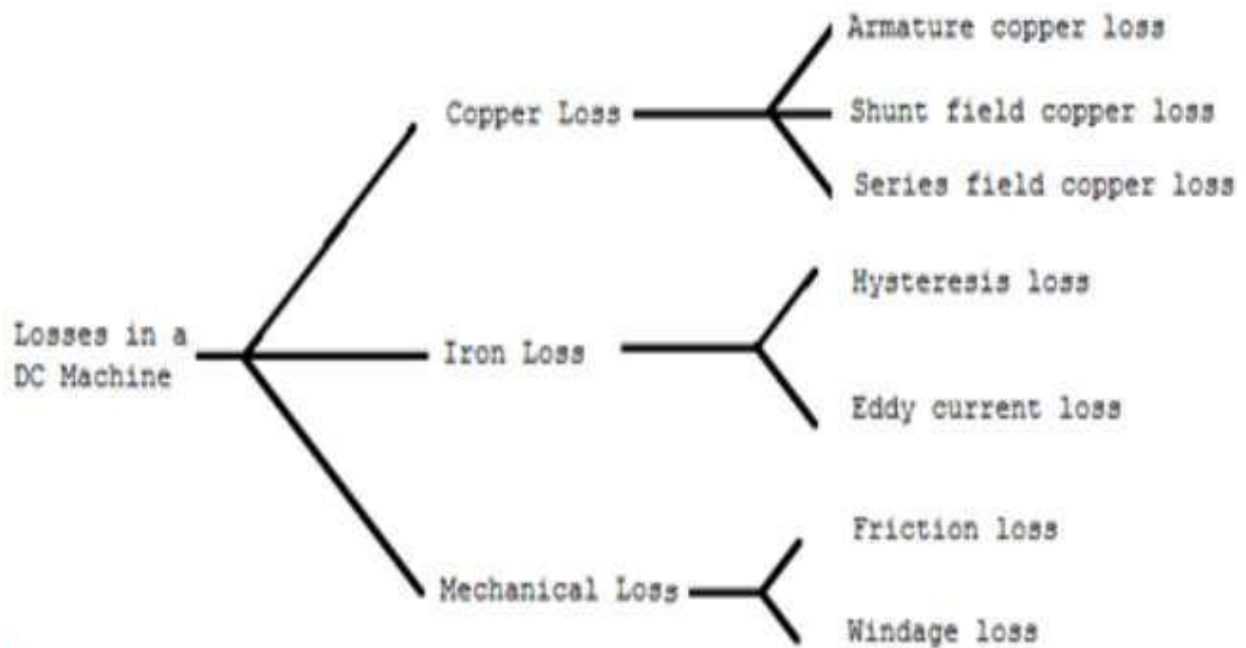 Losses in a
DC Machine
Copper Loss
Armature copper loss
Shunt field copper loss
Series field copper loss
Iron Loss
Hysteresis loss
Eddy current loss
Mechanical Loss
Friction loss
Windage loss